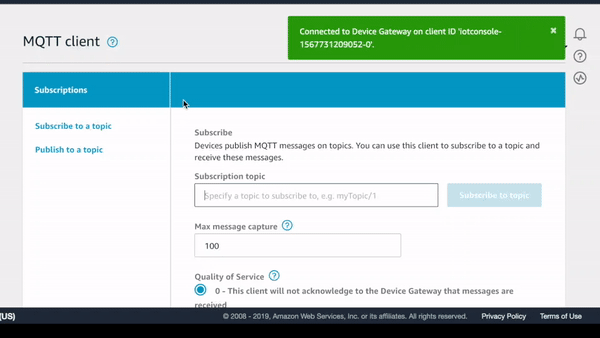 Connected to Device Gateway on client ID 'iotconsole-
1567731209052-0'.
MQTT client
Subscriptions
Subscribe to a topic
Publish to a topic
Subscribe
Devices publish MQTT messages on topics. You can use this client to subscribe to a topic and
receive these messages.
Subscription topic
Specify a topic to subscribe to, e.g. myTopic/1
Subscribe to topic
Max message capture
100
Quality of Service
0 - This client will not acknowledge to the Device Gateway that messages are
received
(US)
© 2008 - 2019, Amazon Web Services, Inc. or its affiliates. All rights reserved.
Privacy Policy
Terms of Use